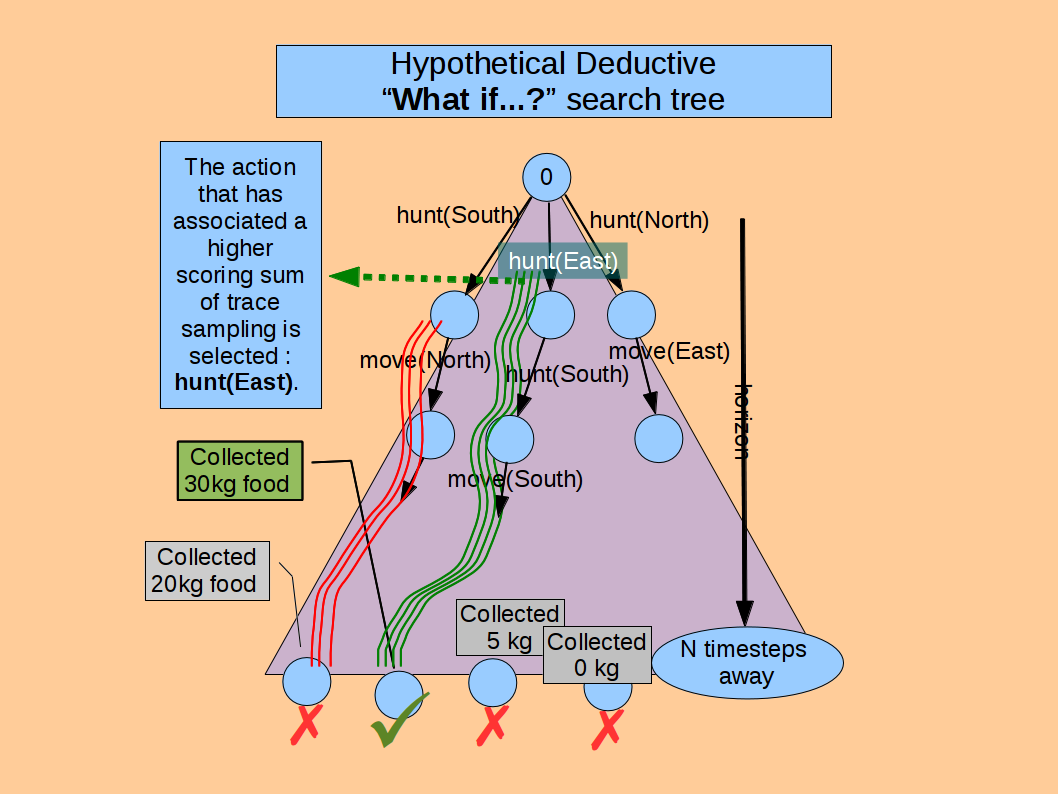 Hypothetical Deductive
“What if...?” search tree
The action
that has
associated a
higher
scoring sum
of trace
sampling is
selected :
hunt(East).
0
hunt(South)
hunt(North)
hunt(East)
move(North)
hunt(South)
move(East)
horizon
move(South)
Collected
30kg food
Collected
20kg food
Collected
5 kg
Collected
0 kg
N timesteps
away